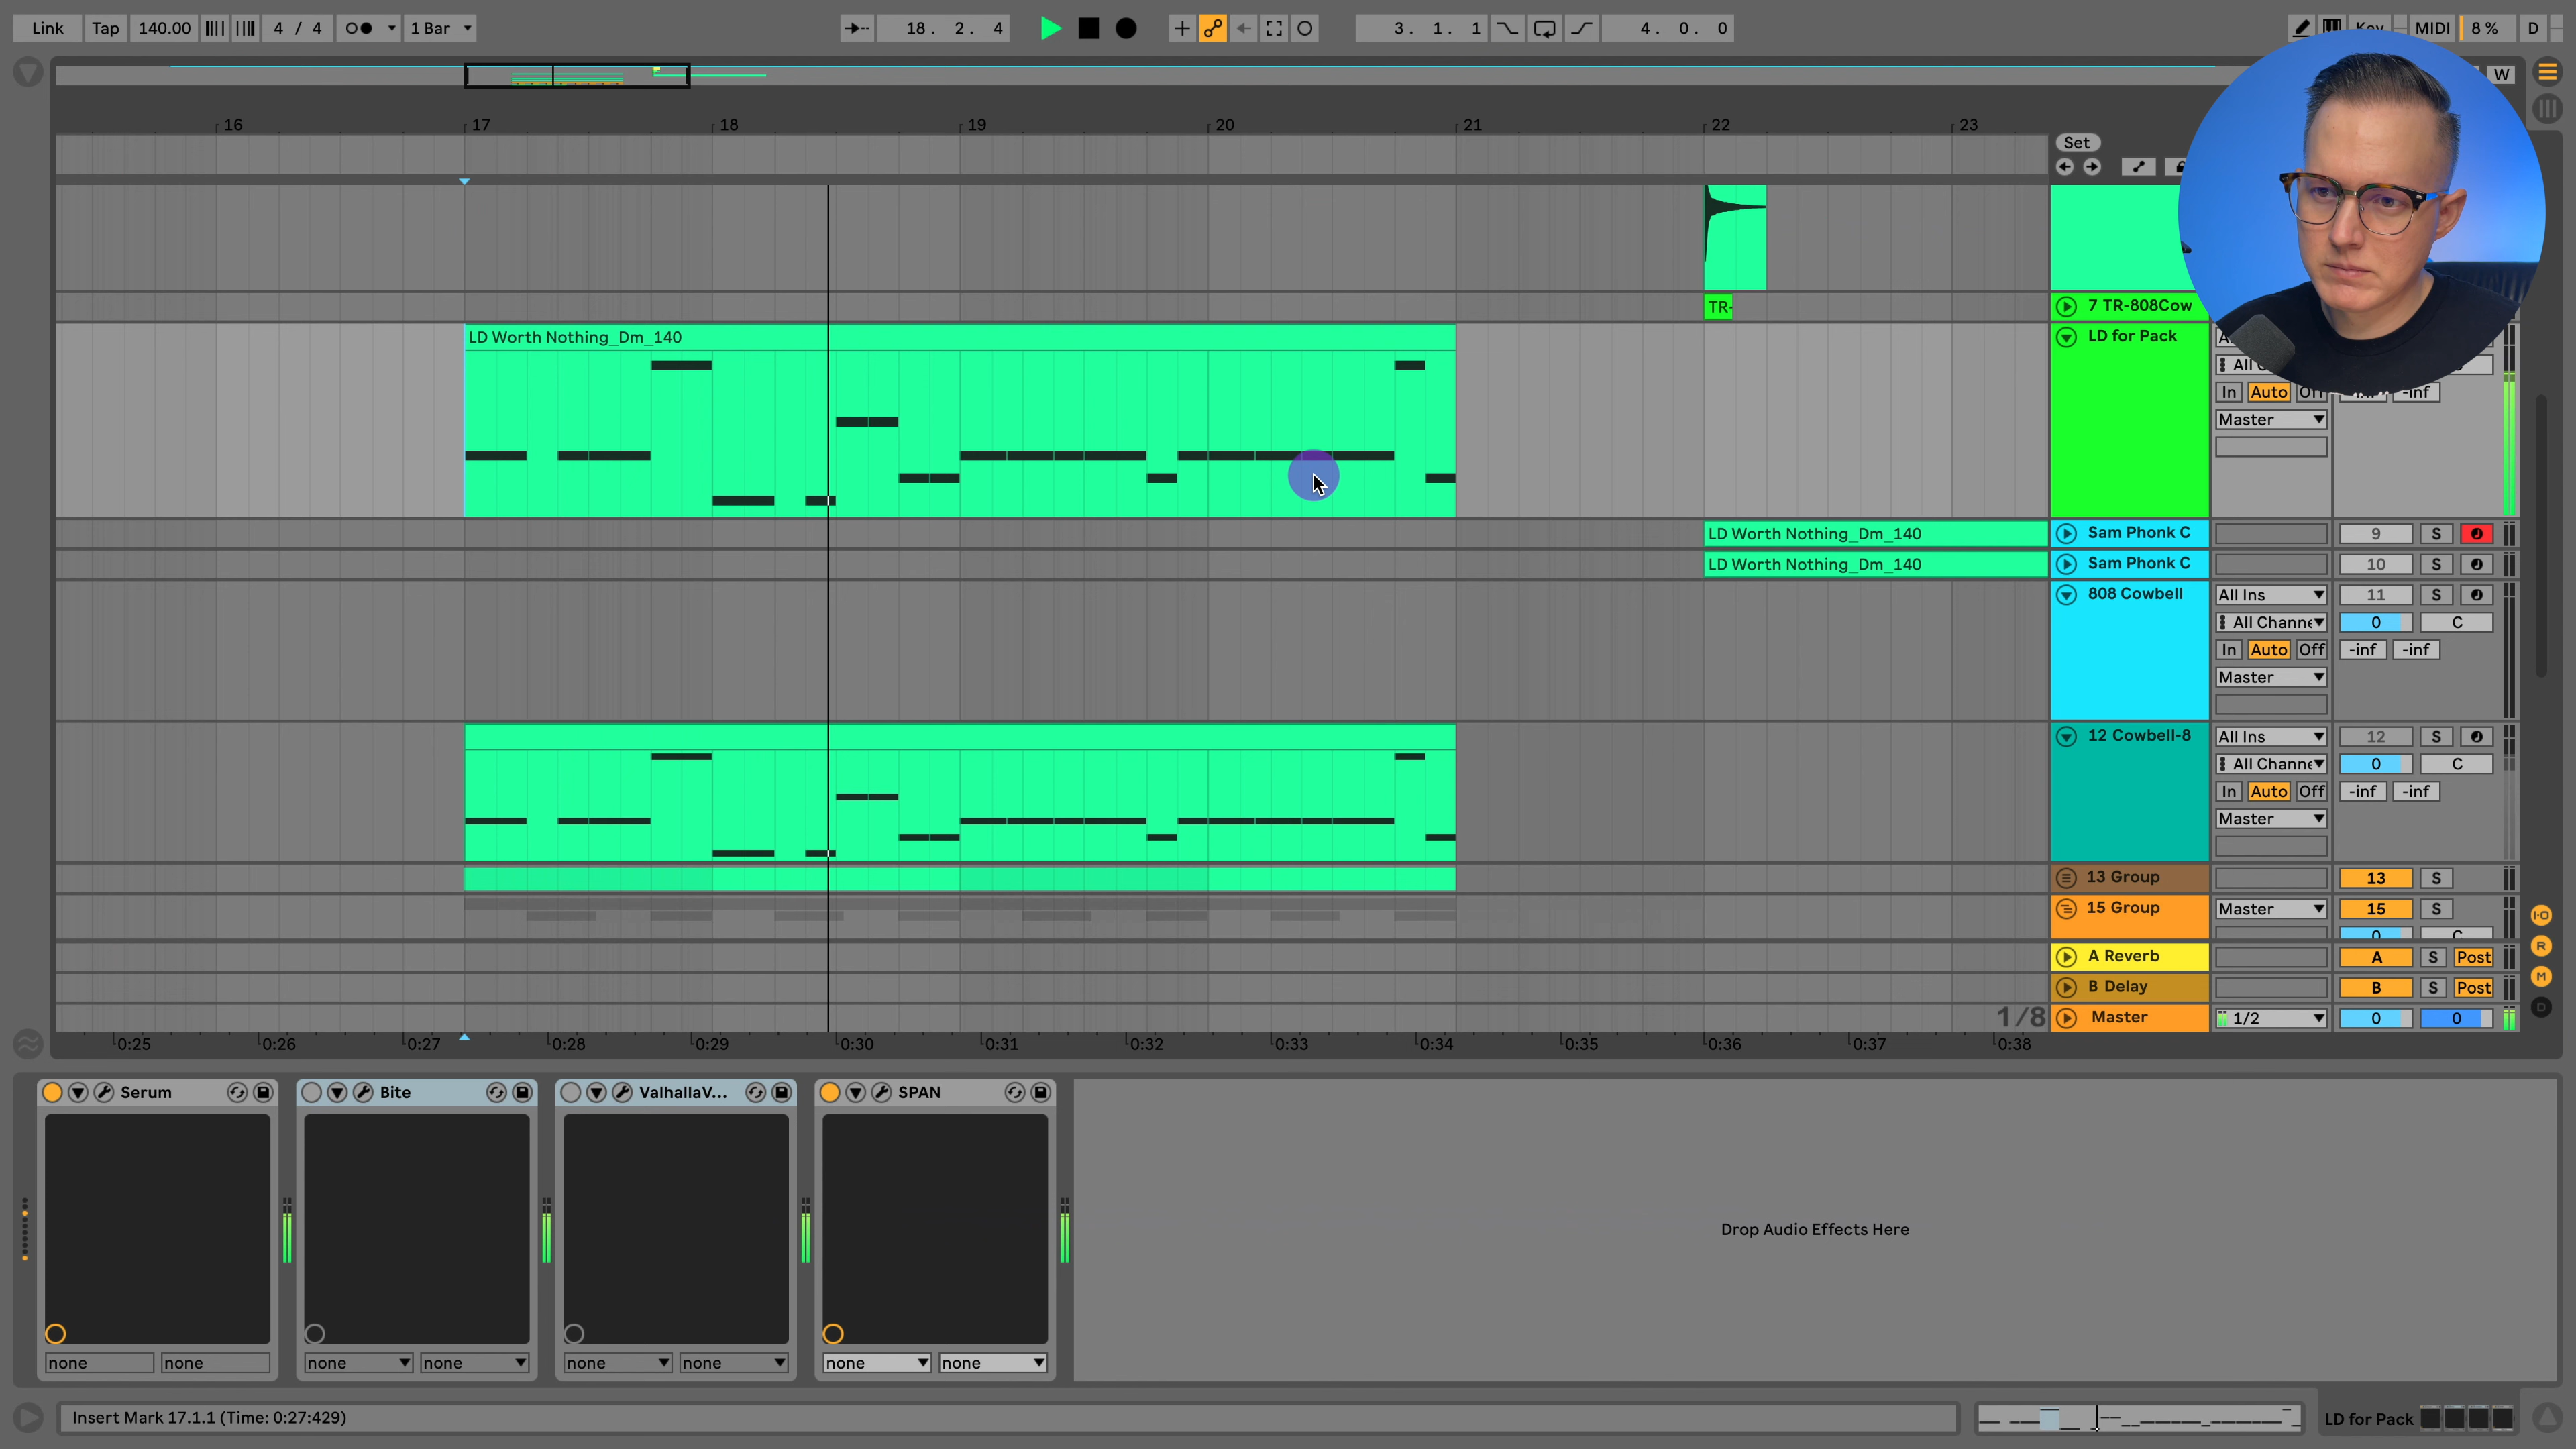 Link Tap 140.00 4 / 4 1 Bar 18. 2. 4 3. 1. 1 4. 0. 0 MIDI 8 % D
W
16 17 18 19 20 21 22 23
Set
TR- 7 TR-808Cow
LD Worth Nothing_Dm_140 LD for Pack
All
In Auto Off -inf -inf
Master
LD Worth Nothing_Dm_140 Sam Phonk C 9 S
LD Worth Nothing_Dm_140 Sam Phonk C 10 S
808 Cowbell All Ins 11 S
All Channe 0 C
In Auto Off -inf -inf
Master
12 Cowbell-8 All Ins 12 S
All Channe 0 C
In Auto Off -inf -inf
Master
13 Group 13 S
15 Group Master 15 S
0 C
A Reverb A S Post
B Delay B S Post
1/8 Master 1/2 0 0
I·O
R
M
D
0:25 0:26 0:27 0:28 0:29 0:30 0:31 0:32 0:33 0:34 0:35 0:36 0:37 0:38
Serum Bite ValhallaV... SPAN
Drop Audio Effects Here
none none none none none none none none
Insert Mark 17.1.1 (Time: 0:27:429) LD for Pack